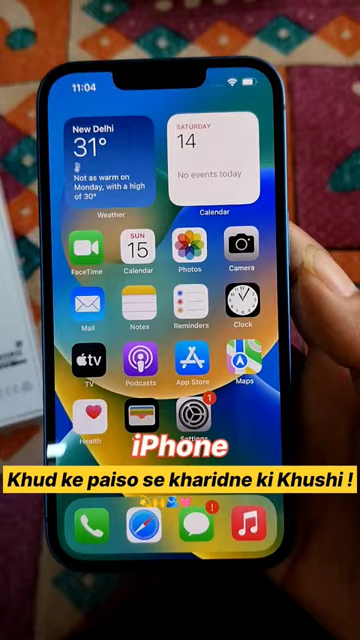 11:04
New Delhi
31°
Not as warm on
Monday, with a high
of 30°
Weather
SATURDAY
14
No events today
Calendar
SUN
15
FaceTime
Calendar
Photos
Camera
Mail
Notes
Reminders
Clock
tv
TV
Podcasts
App Store
Maps
Health
1
Settings
iPhone
Khud ke paiso se kharidne ki Khushi !
!